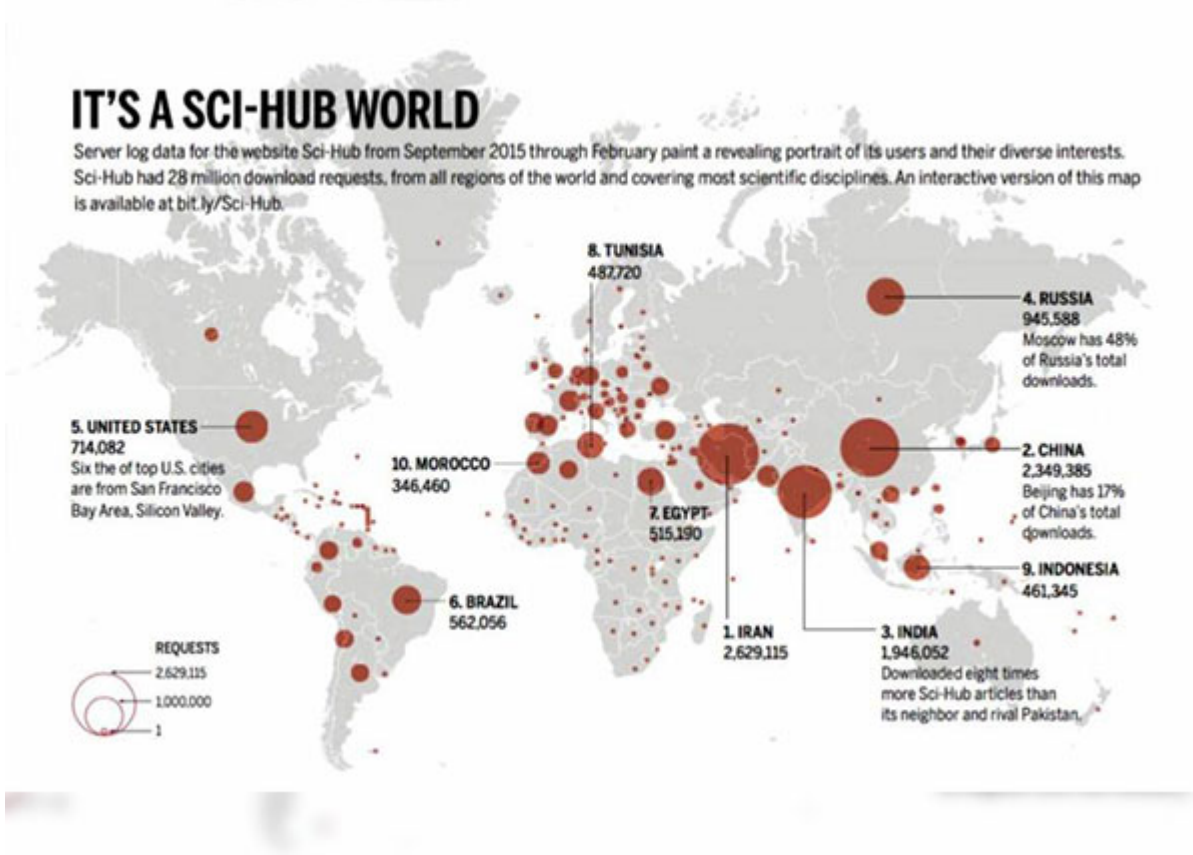 IT'S A SCI-HUB WORLD
Server log data for the website Sci-Hub from September 2015 through February paint a revealing portrait of its users and their diverse interests.
Sci-Hub had 28 million download requests, from all regions of the world and covering most scientific disciplines. An interactive version of this map
is available at bit.ly/Sci-Hub.
8. TUNISIA
487,720
4. RUSSIA
945,588
Moscow has 48%
of Russia's total
downloads.
5. UNITED STATES
714,082
Six the of top U.S. cities
are from San Francisco
Bay Area, Silicon Valley.
10. MOROCCO
346,460
2. CHINA
2,349,385
Beijing has 17%
of China's total
downloads.
7. EGYPT
515,190
9. INDONESIA
461,345
6. BRAZIL
562,056
1. IRAN
2,629,115
3. INDIA
1,946,052
Downloaded eight times
more Sci-Hub articles than
its neighbor and rival Pakistan.
REQUESTS
2,629,115
1,000,000
1